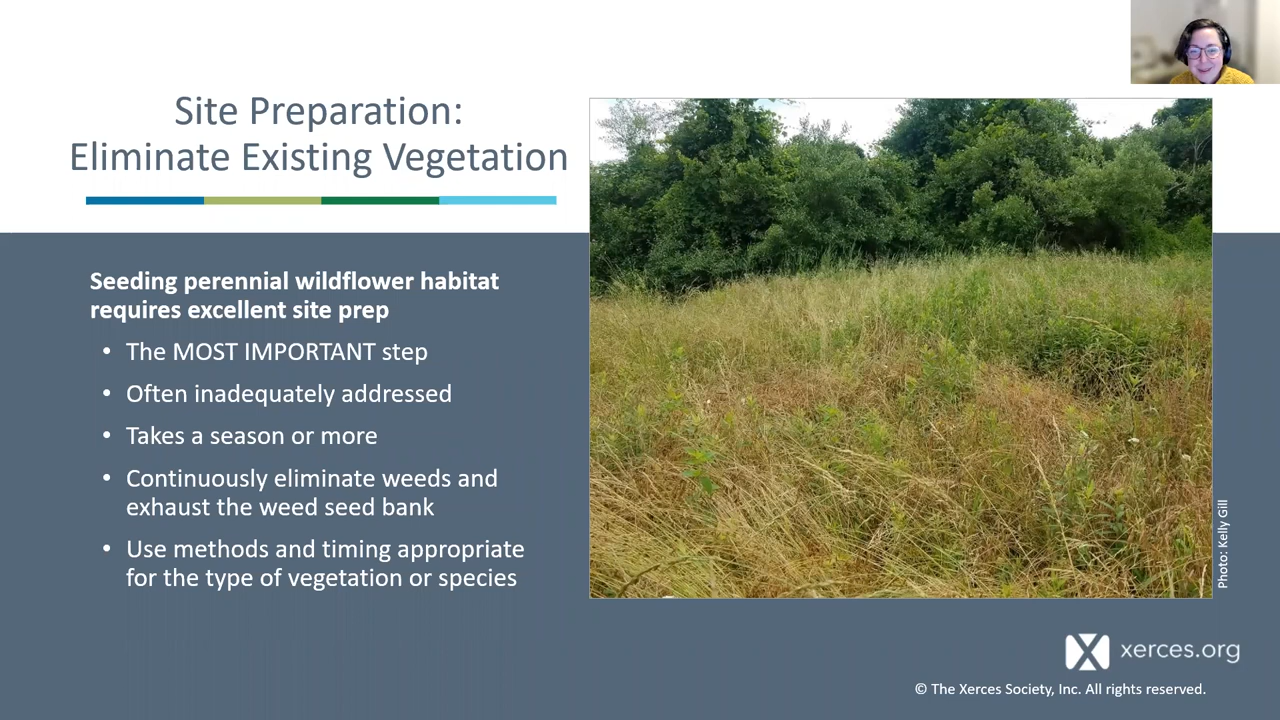 Site Preparation:
Eliminate Existing Vegetation
Seeding perennial wildflower habitat
requires excellent site prep
• The MOST IMPORTANT step
• Often inadequately addressed
• Takes a season or more
• Continuously eliminate weeds and
exhaust the weed seed bank
• Use methods and timing appropriate
for the type of vegetation or species
Photo: Kelly Gill
xerces.org
© The Xerces Society, Inc. All rights reserved.